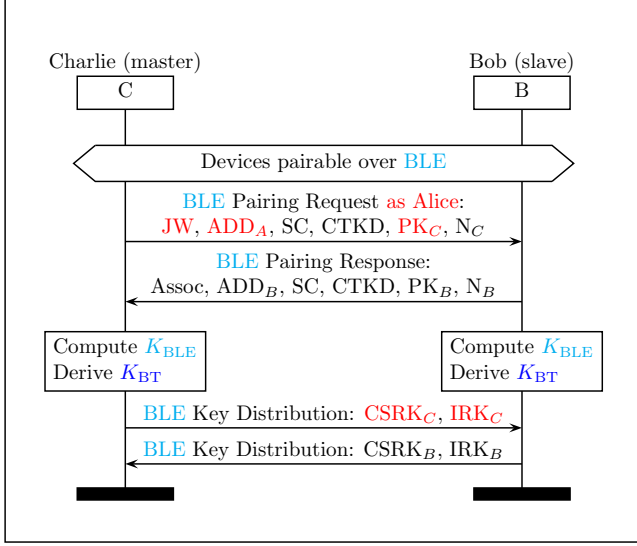 Charlie (master) Bob (slave)
C B
Devices pairable over BLE
BLE Pairing Request as Alice:
JW, ADD_A, SC, CTKD, PK_C, N_C
BLE Pairing Response:
Assoc, ADD_B, SC, CTKD, PK_B, N_B
Compute K_BLE Compute K_BLE
Derive K_BT Derive K_BT
BLE Key Distribution: CSRK_C, IRK_C
BLE Key Distribution: CSRK_B, IRK_B